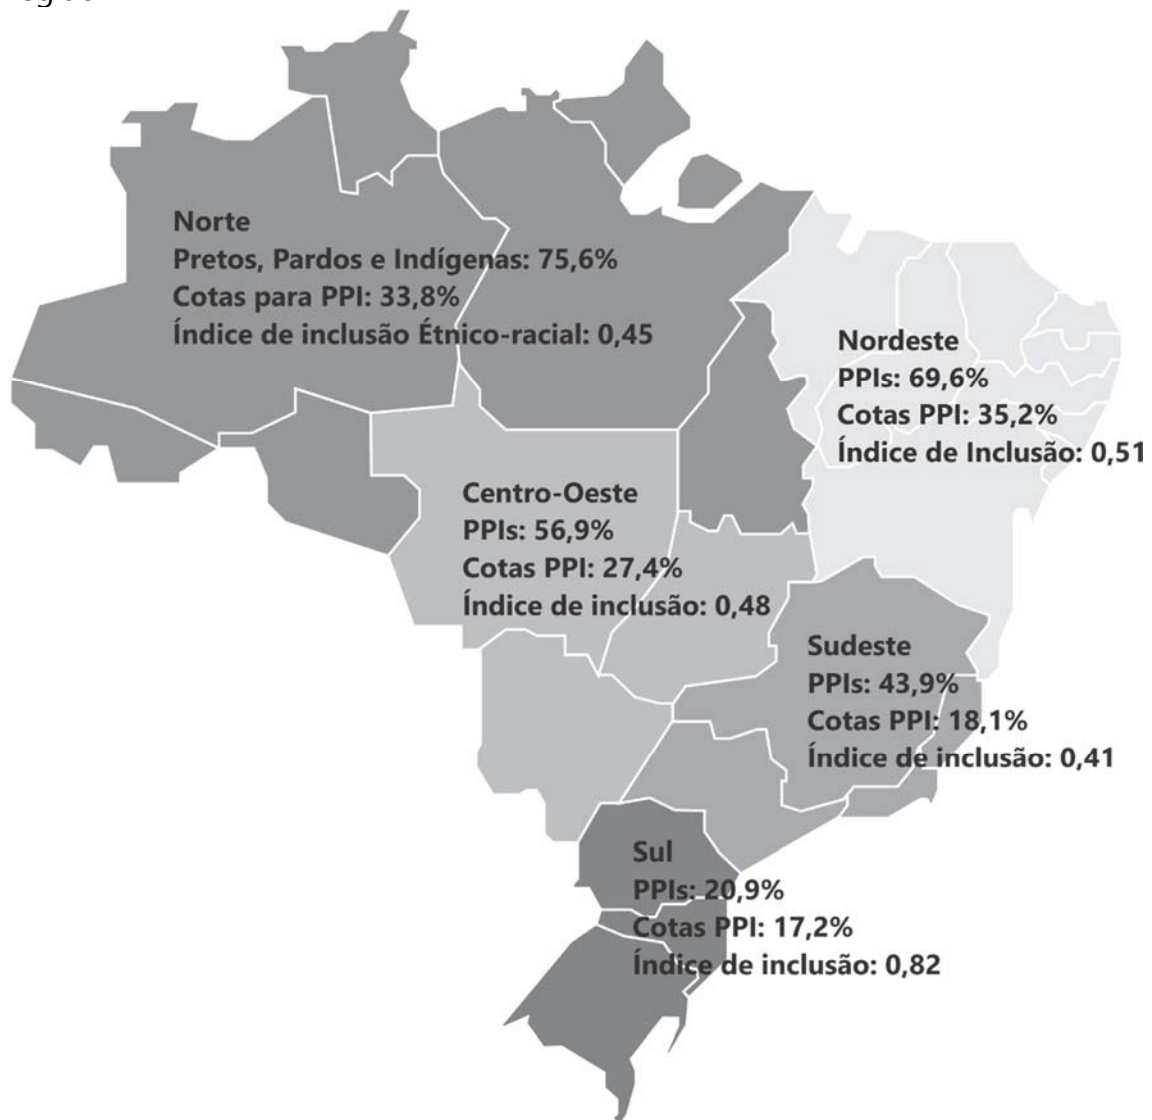 Norte
Pretos, Pardos e Indígenas: 75,6%
Cotas para PPI: 33,8%
Índice de inclusão Étnico-racial: 0,45
Nordeste
PPIs: 69,6%
Cotas PPI: 35,2%
Índice de Inclusão: 0,51
Centro-Oeste
PPIs: 56,9%
Cotas PPI: 27,4%
Índice de inclusão: 0,48
Sudeste
PPIs: 43,9%
Cotas PPI: 18,1%
Índice de inclusão: 0,41
Sul
PPIs: 20,9%
Cotas PPI: 17,2%
Índice de inclusão: 0,82